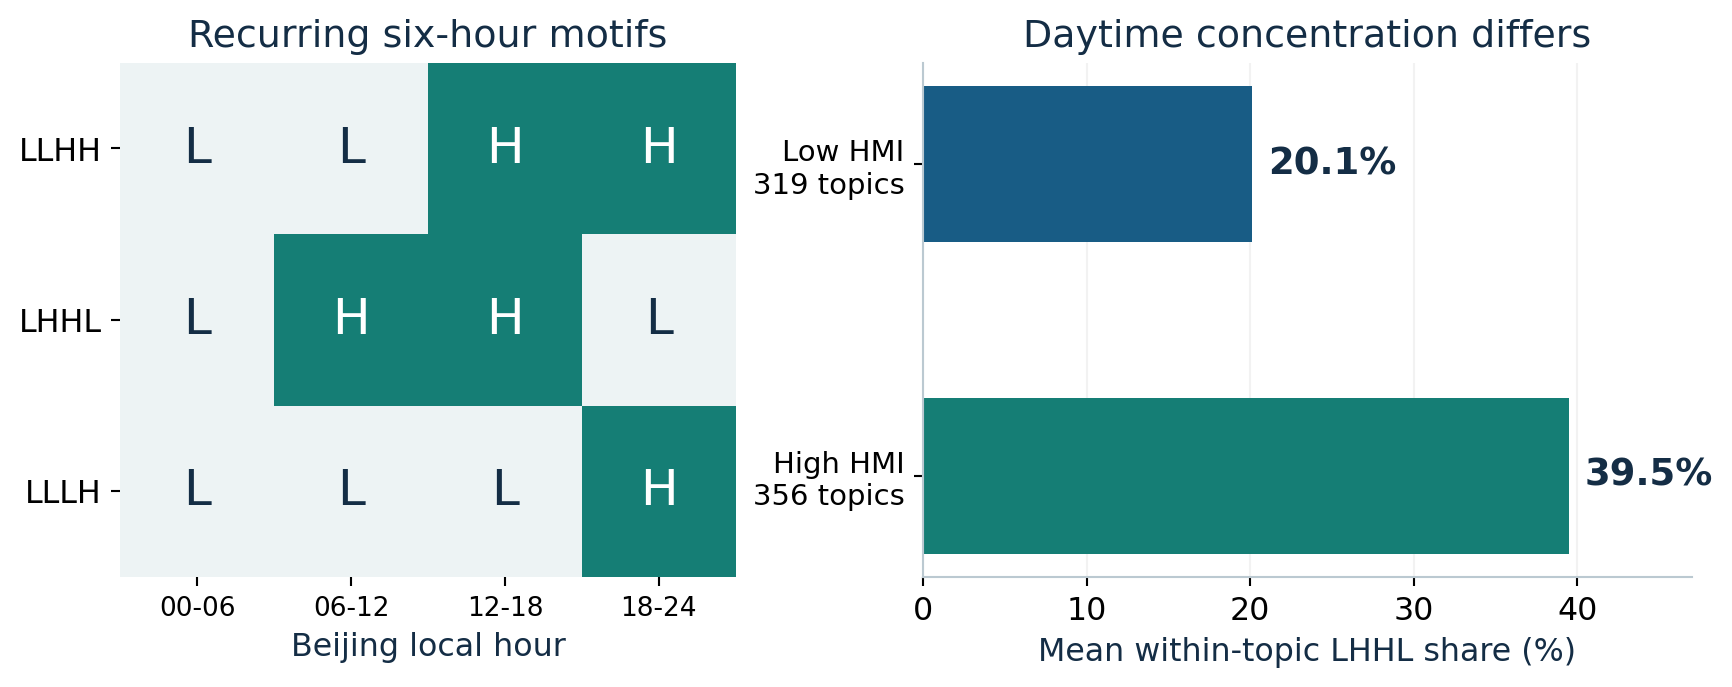 Recurring six-hour motifs
LLHH
L L H H
LHHL
L H H L
LLLH
L L L H
00-06 06-12 12-18 18-24
Beijing local hour
Daytime concentration differs
Low HMI
319 topics
20.1%
High HMI
356 topics
39.5%
0 10 20 30 40
Mean within-topic LHHL share (%)